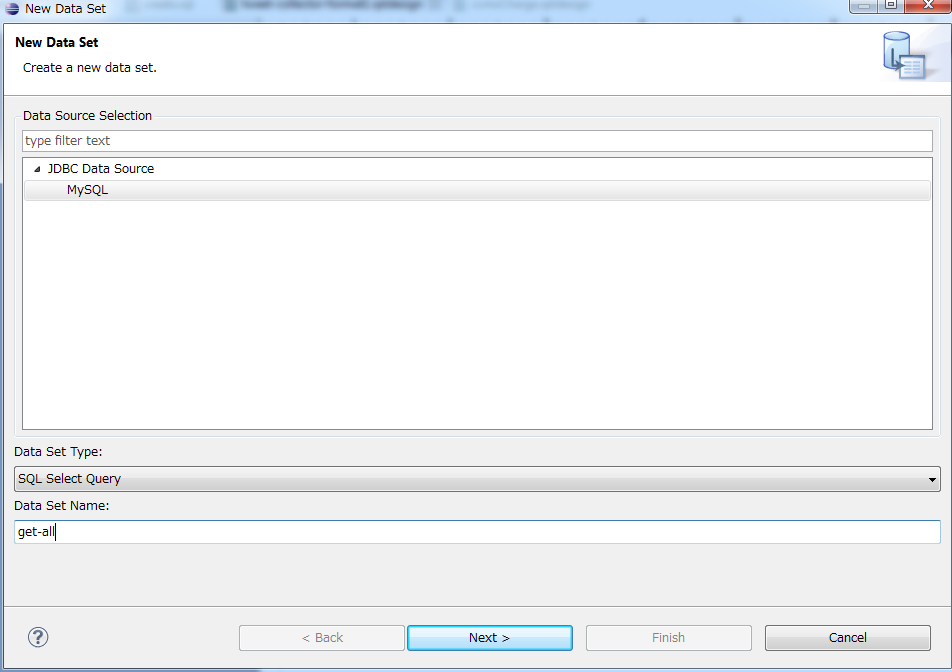 New Data Set
New Data Set
Create a new data set.
Data Source Selection
type filter text
JDBC Data Source
MySQL
Data Set Type:
SQL Select Query
Data Set Name:
get-all
?
< Back
Next >
Finish
Cancel